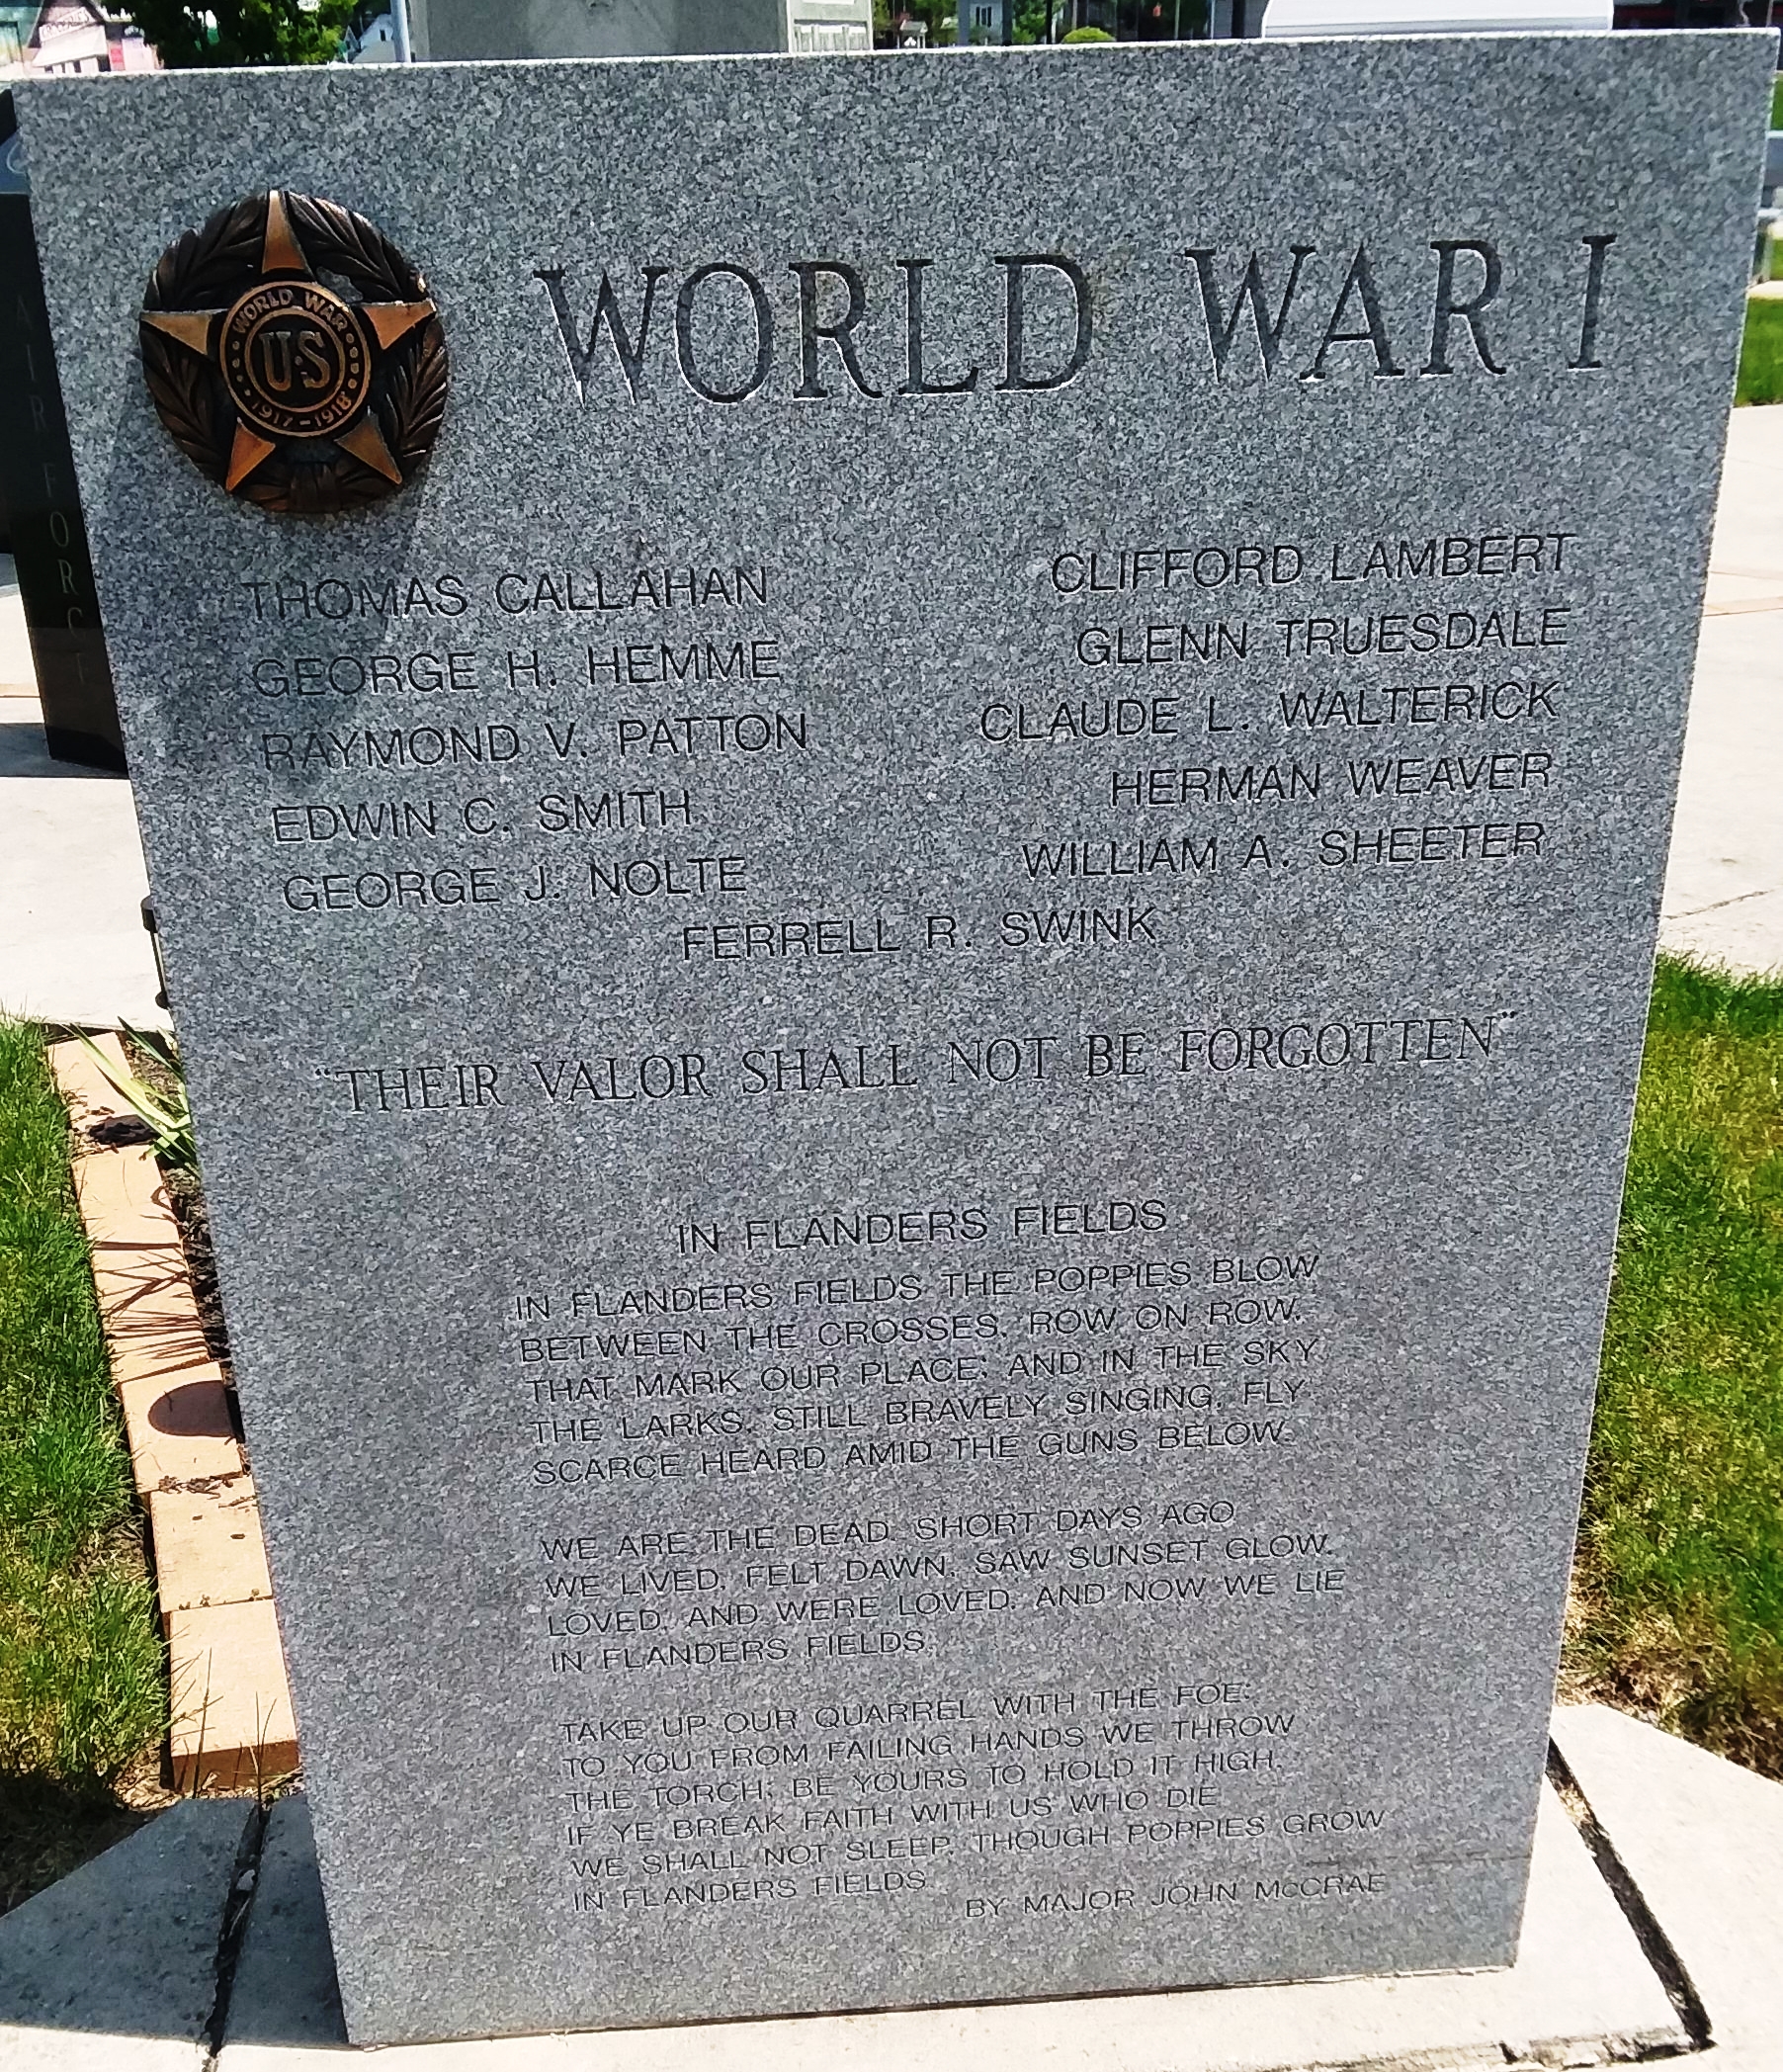 WORLD WAR I
WORLD WAR
US
1917-1918
AIR FORCE
THOMAS CALLAHAN
GEORGE H. HEMME
RAYMOND V. PATTON
EDWIN C. SMITH
GEORGE J. NOLTE
CLIFFORD LAMBERT
GLENN TRUESDALE
CLAUDE L. WALTERICK
HERMAN WEAVER
WILLIAM A. SHEETER
FERRELL R. SWINK
"THEIR VALOR SHALL NOT BE FORGOTTEN"
IN FLANDERS FIELDS
IN FLANDERS FIELDS THE POPPIES BLOW
BETWEEN THE CROSSES, ROW ON ROW,
THAT MARK OUR PLACE; AND IN THE SKY
THE LARKS, STILL BRAVELY SINGING, FLY
SCARCE HEARD AMID THE GUNS BELOW.
WE ARE THE DEAD. SHORT DAYS AGO
WE LIVED, FELT DAWN, SAW SUNSET GLOW,
LOVED, AND WERE LOVED, AND NOW WE LIE
IN FLANDERS FIELDS.
TAKE UP OUR QUARREL WITH THE FOE:
TO YOU FROM FAILING HANDS WE THROW
THE TORCH; BE YOURS TO HOLD IT HIGH.
IF YE BREAK FAITH WITH US WHO DIE
WE SHALL NOT SLEEP, THOUGH POPPIES GROW
IN FLANDERS FIELDS.
BY MAJOR JOHN McCRAE